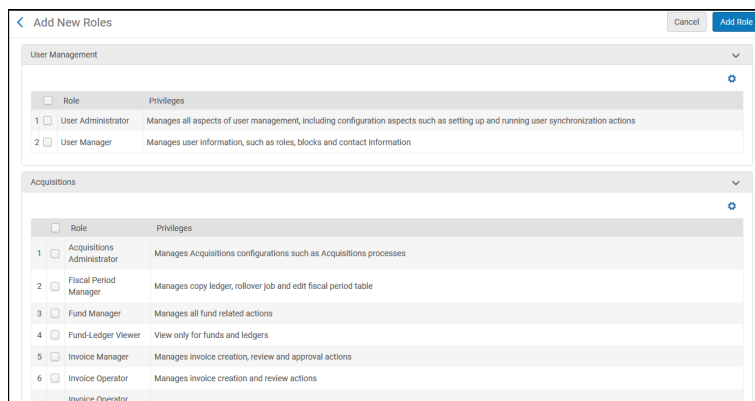 Add New Roles
Cancel
Add Role
User Management
Role Privileges
1 User Administrator Manages all aspects of user management, including configuration aspects such as setting up and running user synchronization actions
2 User Manager Manages user information, such as roles, blocks and contact information
Acquisitions
Role Privileges
1 Acquisitions Administrator Manages Acquisitions configurations such as Acquisitions processes
2 Fiscal Period Manager Manages copy ledger, rollover job and edit fiscal period table
3 Fund Manager Manages all fund related actions
4 Fund-Ledger Viewer View only for funds and ledgers
5 Invoice Manager Manages invoice creation, review and approval actions
6 Invoice Operator Manages invoice creation and review actions
Invoice Operator